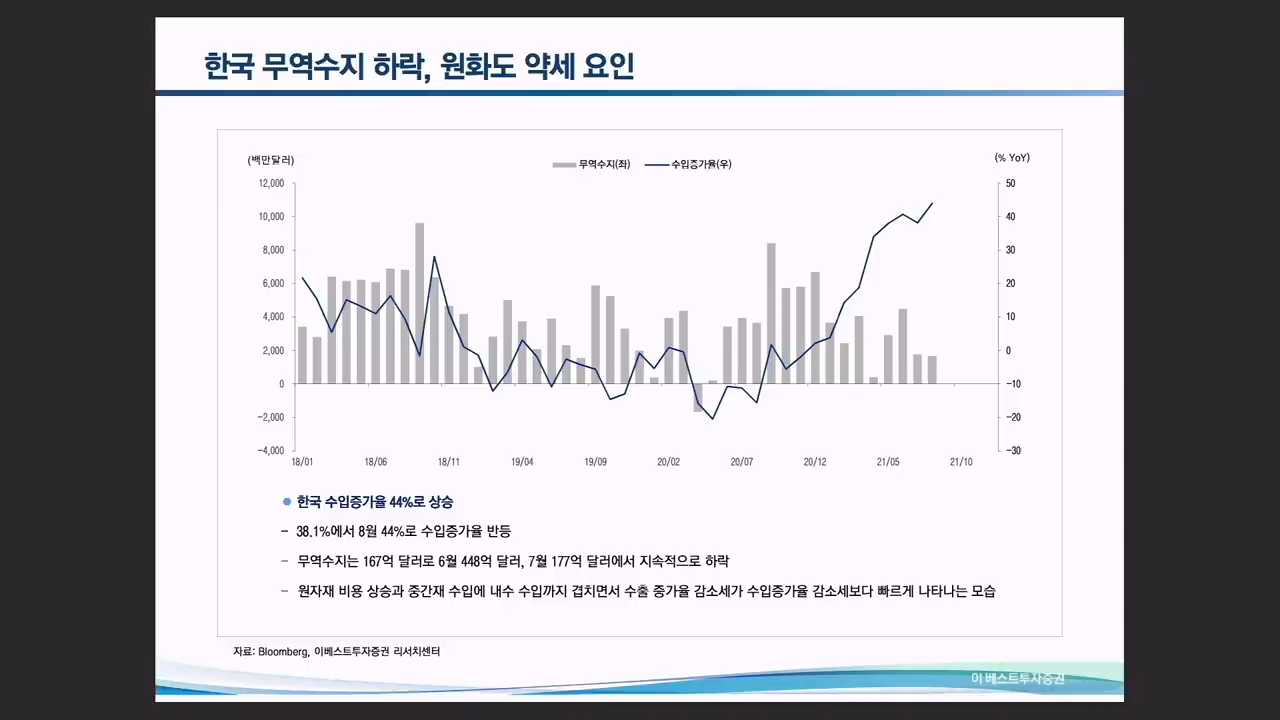 한국 무역수지 하락, 원화도 약세 요인
(백만달러)
(% YoY)
무역수지(좌)
수입증가율(우)
12,000
10,000
8,000
6,000
4,000
2,000
0
−2,000
−4,000
50
40
30
20
10
0
−10
−20
−30
18/01 18/06 18/11 19/04 19/09 20/02 20/07 20/12 21/05 21/10
● 한국 수입증가율 44%로 상승
− 38.1%에서 8월 44%로 수입증가율 반등
− 무역수지는 167억 달러로 6월 448억 달러, 7월 177억 달러에서 지속적으로 하락
− 원자재 비용 상승과 중간재 수입에 내수 수입까지 겹치면서 수출 증가율 감소세가 수입증가율 감소세보다 빠르게 나타나는 모습
자료: Bloomberg, 이베스트투자증권 리서치센터
이베스트투자증권